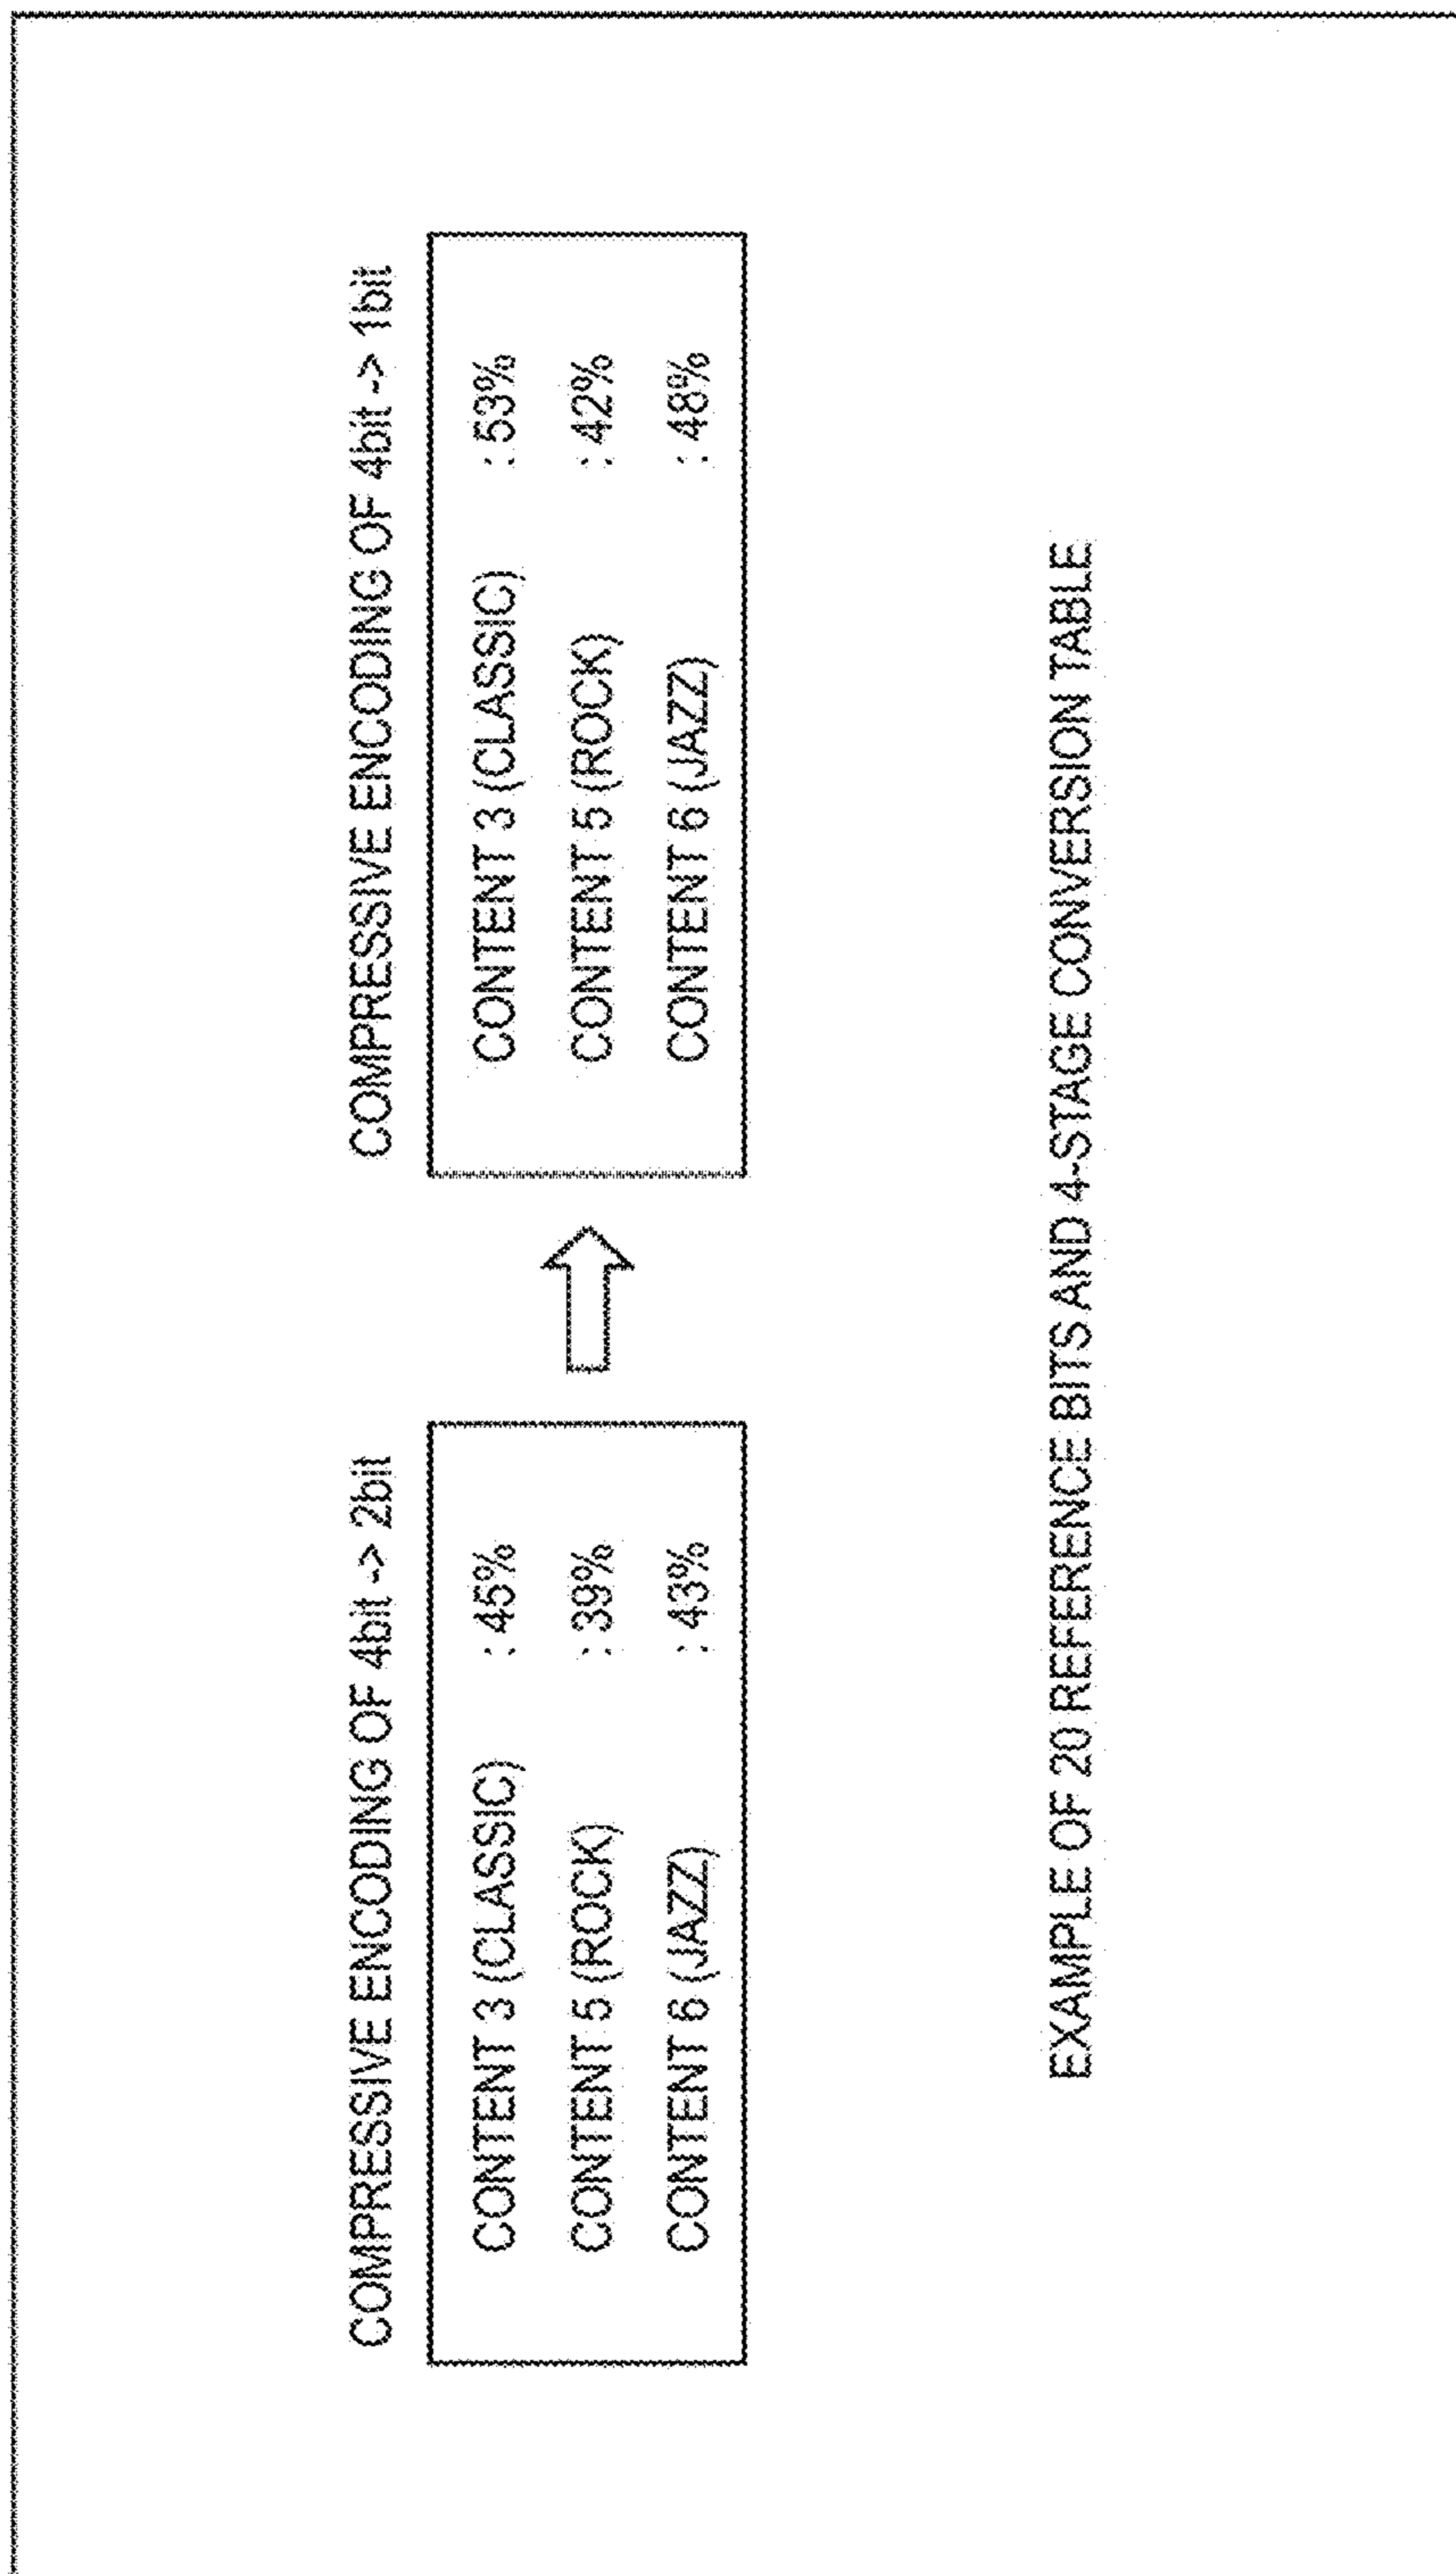 COMPRESSIVE ENCODING OF 4bit -> 2bit
CONTENT 3 (CLASSIC) : 45%
CONTENT 5 (ROCK) : 39%
CONTENT 6 (JAZZ) : 43%
COMPRESSIVE ENCODING OF 4bit -> 1bit
CONTENT 3 (CLASSIC) : 53%
CONTENT 5 (ROCK) : 42%
CONTENT 6 (JAZZ) : 48%
EXAMPLE OF 20 REFERENCE BITS AND 4-STAGE CONVERSION TABLE